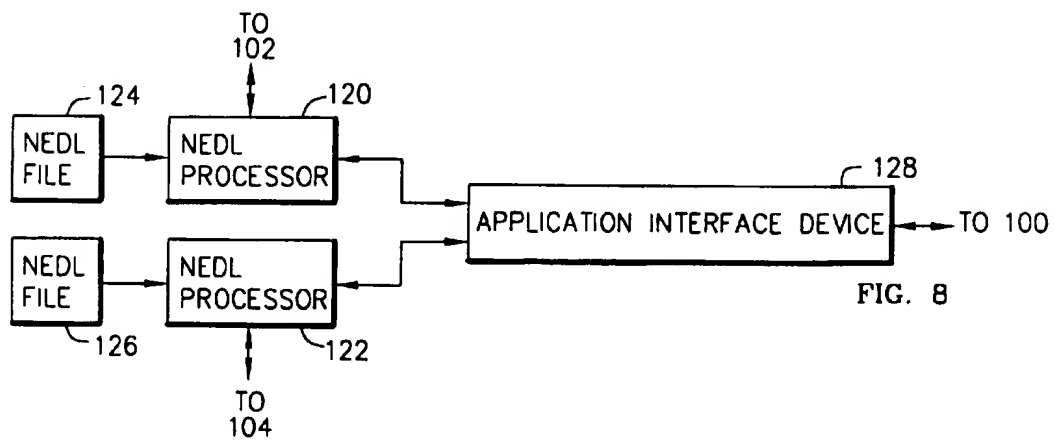 TO
102
124
120
NEDL
FILE
NEDL
PROCESSOR
128
APPLICATION INTERFACE DEVICE
TO 100
NEDL
FILE
NEDL
PROCESSOR
FIG. 8
126
122
TO
104